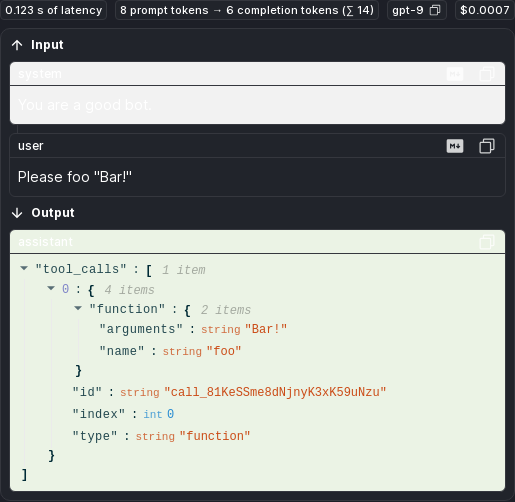 0.123 s of latency 8 prompt tokens → 6 completion tokens (∑ 14) gpt-9 $0.0007
Input
system
You are a good bot.
user
Please foo "Bar!"
Output
assistant
"tool_calls" : [ 1 item
0 : { 4 items
"function" : { 2 items
"arguments" : string "Bar!"
"name" : string "foo"
}
"id" : string "call_81KeSSme8dNjnyK3xK59uNzu"
"index" : int 0
"type" : string "function"
}
]